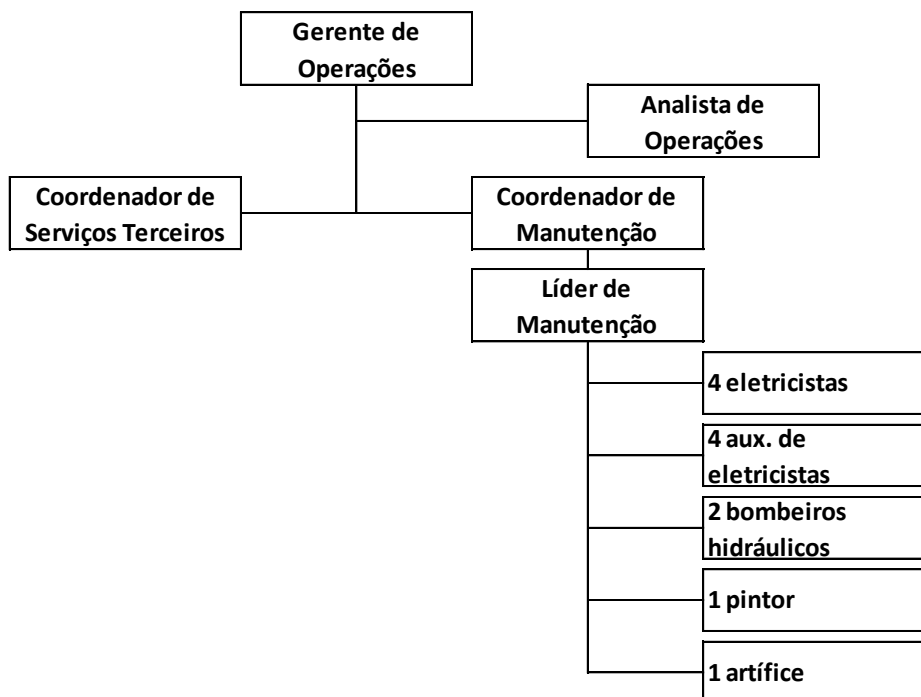 Gerente de
Operações
Analista de
Operações
Coordenador de
Serviços Terceiros
Coordenador de
Manutenção
Líder de
Manutenção
4 eletricistas
4 aux. de
eletricistas
2 bombeiros
hidráulicos
1 pintor
1 artífice